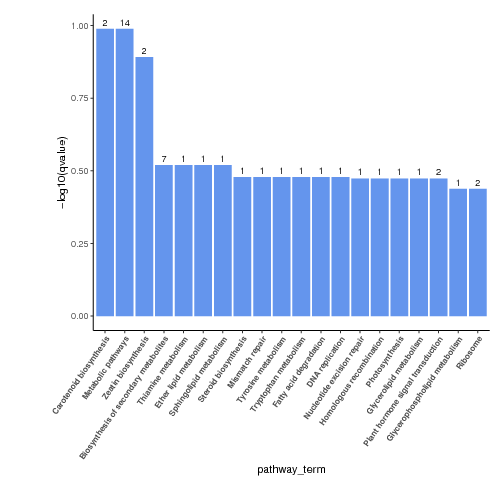 2 14
2
7 1 1 1
1 1 1 1 1 1 1 1 1 1 2
1 2
1.00
0.75
0.50
0.25
0.00
−log10(qvalue)
Carotenoid biosynthesis
Metabolic pathways
Zeatin biosynthesis
Biosynthesis of secondary metabolites
Thiamine metabolism
Ether lipid metabolism
Sphingolipid metabolism
Steroid biosynthesis
Mismatch repair
Tyrosine metabolism
Tryptophan metabolism
Fatty acid degradation
DNA replication
Nucleotide excision repair
Homologous recombination
Photosynthesis
Glycerolipid metabolism
Plant hormone signal transduction
Glycerophospholipid metabolism
Ribosome
pathway_term